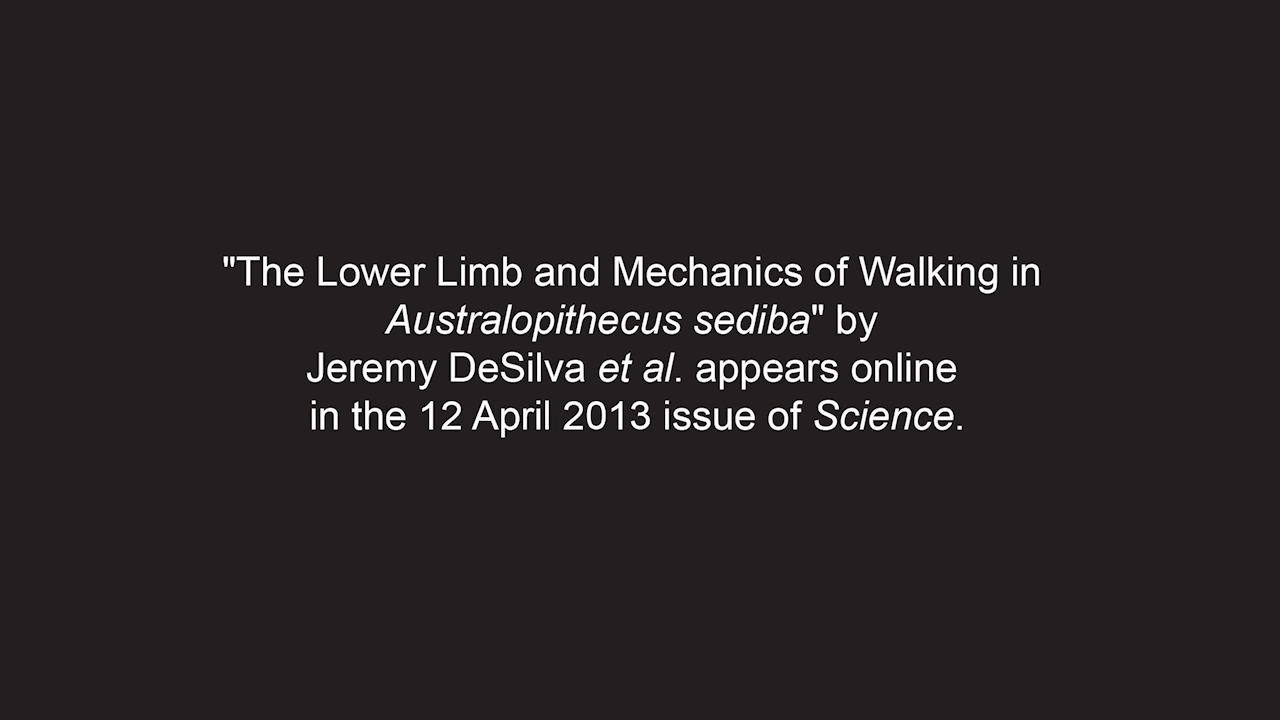 "The Lower Limb and Mechanics of Walking in
Australopithecus sediba" by
Jeremy DeSilva et al. appears online
in the 12 April 2013 issue of Science.